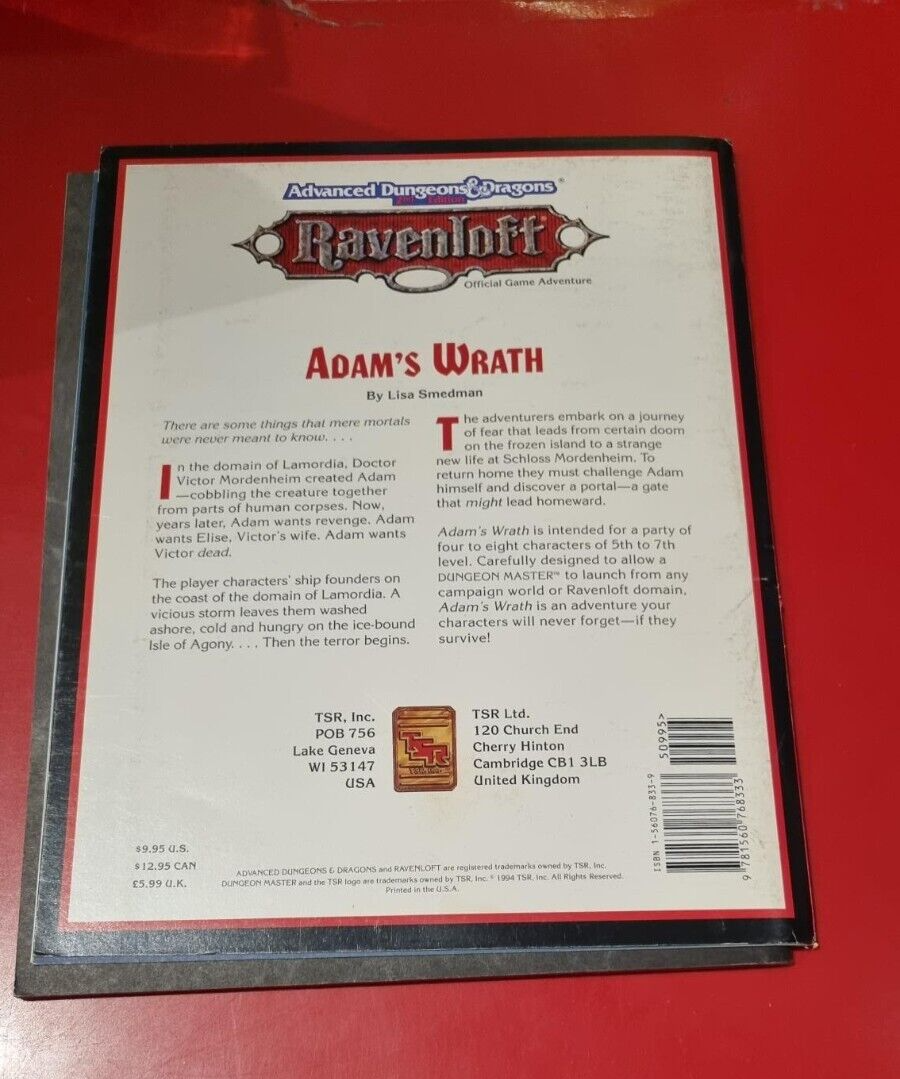 Advanced Dungeons & Dragons®
2nd Edition
Ravenloft®
Official Game Adventure
ADAM'S WRATH
By Lisa Smedman
There are some things that mere mortals
were never meant to know. . . .
In the domain of Lamordia, Doctor
Victor Mordenheim created Adam
—cobbling the creature together
from parts of human corpses. Now,
years later, Adam wants revenge. Adam
wants Elise, Victor's wife. Adam wants
Victor dead.
The player characters' ship founders on
the coast of the domain of Lamordia. A
vicious storm leaves them washed
ashore, cold and hungry on the ice-bound
Isle of Agony. . . . Then the terror begins.
The adventurers embark on a journey
of fear that leads from certain doom
on the frozen island to a strange
new life at Schloss Mordenheim. To
return home they must challenge Adam
himself and discover a portal—a gate
that might lead homeward.
Adam's Wrath is intended for a party of
four to eight characters of 5th to 7th
level. Carefully designed to allow a
DUNGEON MASTER™ to launch from any
campaign world or Ravenloft domain,
Adam's Wrath is an adventure your
characters will never forget—if they
survive!
TSR, Inc.
POB 756
Lake Geneva
WI 53147
USA
TSR
TSR Ltd.
120 Church End
Cherry Hinton
Cambridge CB1 3LB
United Kingdom
50995>
ISBN 1-56076-833-9
9 781560 768333
$9.95 U.S.
$12.95 CAN
£5.99 U.K.
ADVANCED DUNGEONS & DRAGONS and RAVENLOFT are registered trademarks owned by TSR, Inc.
DUNGEON MASTER and the TSR logo are trademarks owned by TSR, Inc. © 1994 TSR, Inc. All Rights Reserved.
Printed in the U.S.A.